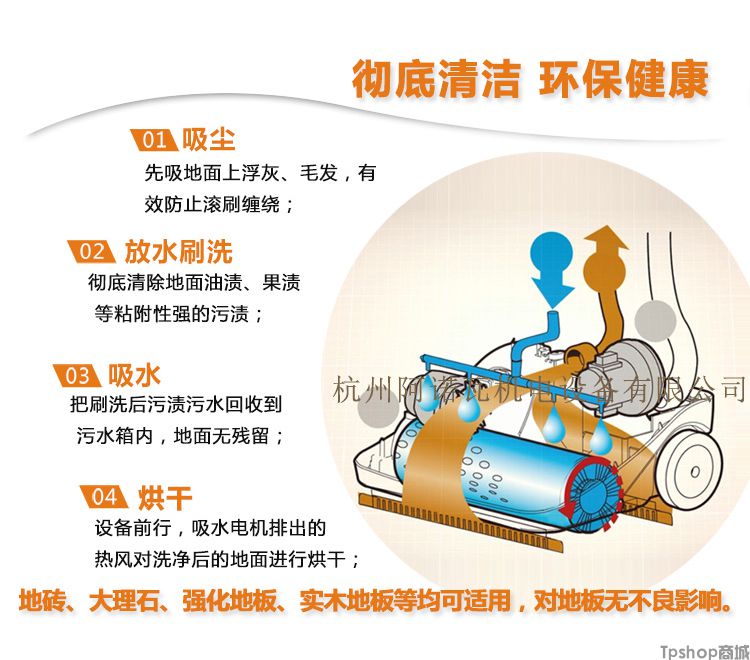 彻底清洁 环保健康
01 吸尘
先吸地面上浮灰、毛发，有
效防止滚刷缠绕；
02 放水刷洗
彻底清除地面油渍、果渍
等粘附性强的污渍；
03 吸水
把刷洗后污渍污水回收到
污水箱内，地面无残留；
杭州阿诺比机电设备有限公司
04 烘干
设备前行，吸水电机排出的
热风对洗净后的地面进行烘干；
地砖、大理石、强化地板、实木地板等均可适用，对地板无不良影响。
Tpshop商城